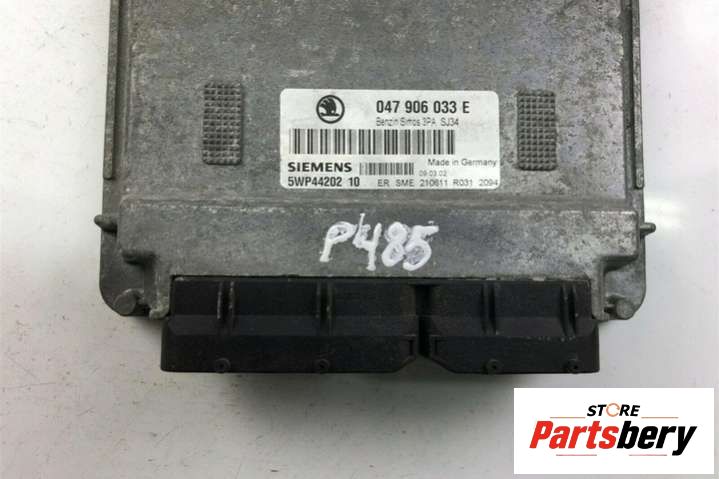 047 906 033 E
Benzin Simos 3PA SJ34
SIEMENS
Made in Germany
09.03.02
5WP44202 10
ER SME 210611 R031 2094
P485
STORE
Partsbery